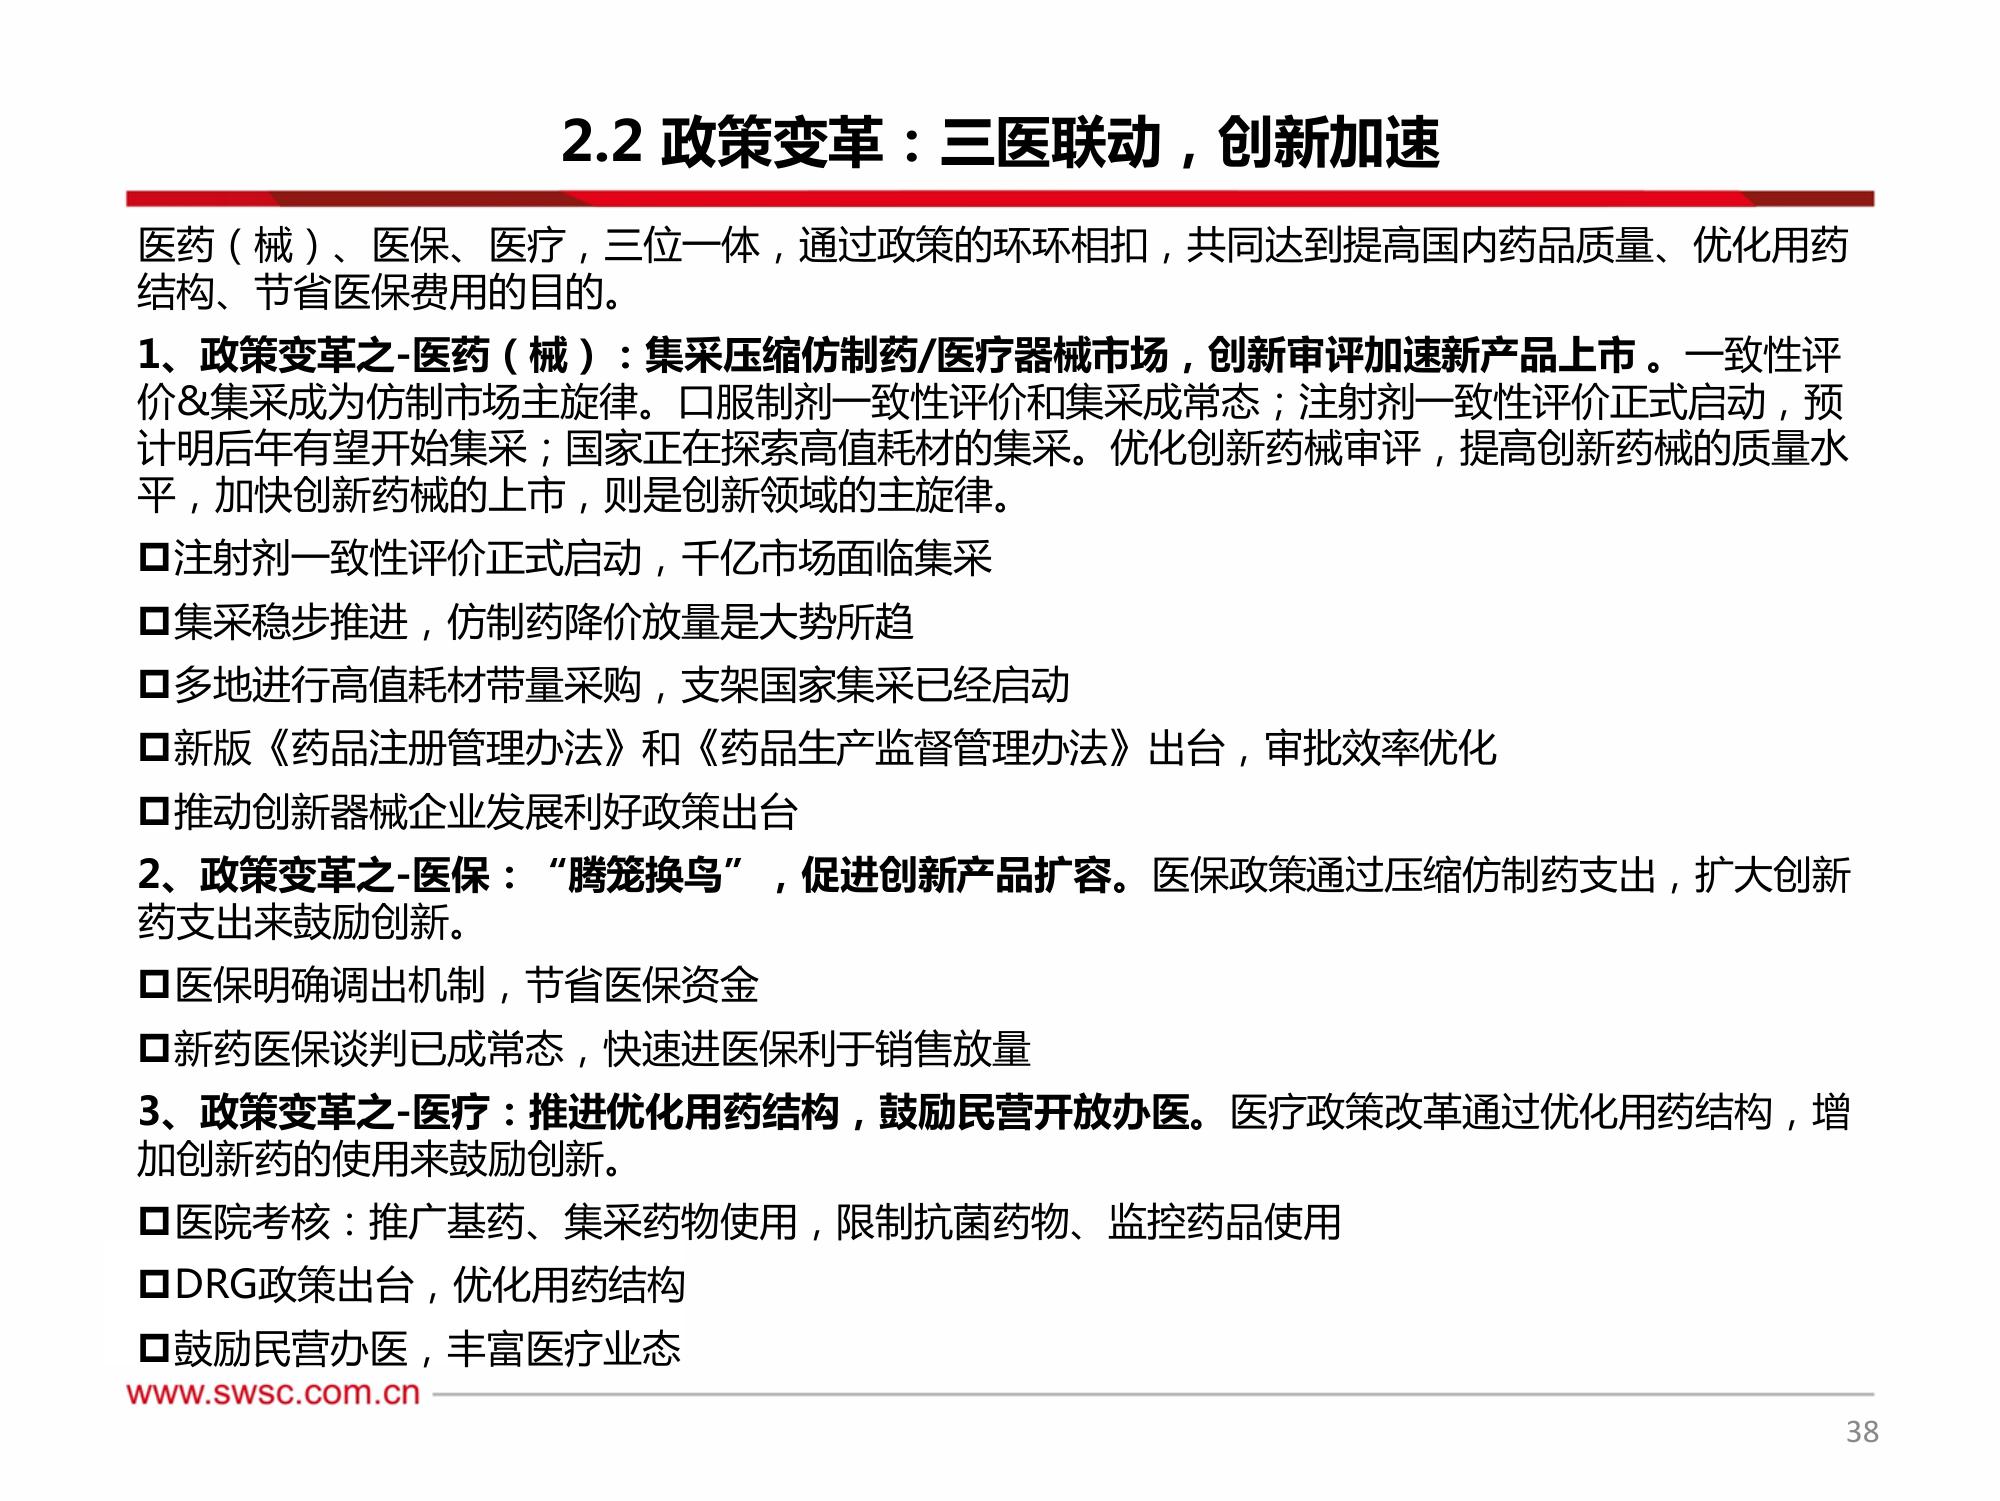 2.2 政策变革：三医联动，创新加速
医药（械）、医保、医疗，三位一体，通过政策的环环相扣，共同达到提高国内药品质量、优化用药
结构、节省医保费用的目的。
1、政策变革之-医药（械）：集采压缩仿制药/医疗器械市场，创新审评加速新产品上市 。一致性评
价&集采成为仿制市场主旋律。口服制剂一致性评价和集采成常态；注射剂一致性评价正式启动，预
计明后年有望开始集采；国家正在探索高值耗材的集采。优化创新药械审评，提高创新药械的质量水
平，加快创新药械的上市，则是创新领域的主旋律。
□注射剂一致性评价正式启动，千亿市场面临集采
□集采稳步推进，仿制药降价放量是大势所趋
□多地进行高值耗材带量采购，支架国家集采已经启动
□新版《药品注册管理办法》和《药品生产监督管理办法》出台，审批效率优化
□推动创新器械企业发展利好政策出台
2、政策变革之-医保：“腾笼换鸟”，促进创新产品扩容。医保政策通过压缩仿制药支出，扩大创新
药支出来鼓励创新。
□医保明确调出机制，节省医保资金
□新药医保谈判已成常态，快速进医保利于销售放量
3、政策变革之-医疗：推进优化用药结构，鼓励民营开放办医。医疗政策改革通过优化用药结构，增
加创新药的使用来鼓励创新。
□医院考核：推广基药、集采药物使用，限制抗菌药物、监控药品使用
□DRG政策出台，优化用药结构
□鼓励民营办医，丰富医疗业态
www.swsc.com.cn
38